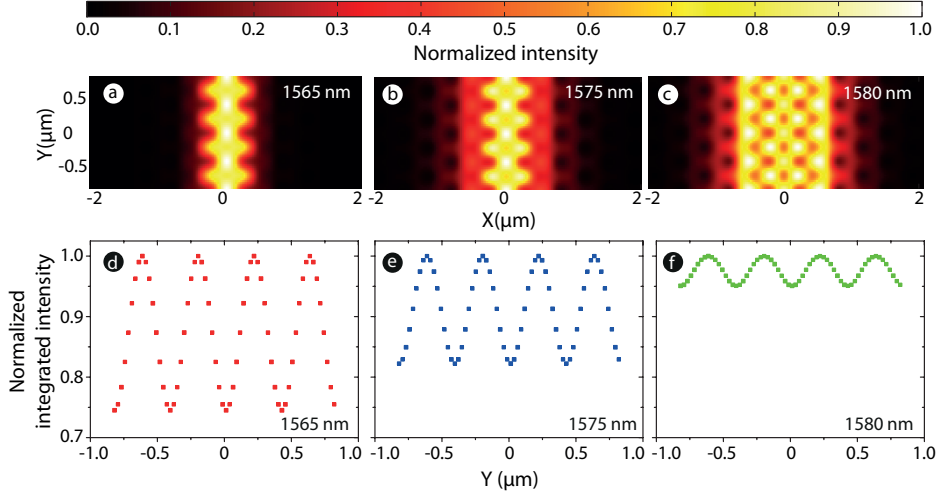 0.0 0.1 0.2 0.3 0.4 0.5 0.6 0.7 0.8 0.9 1.0
Normalized intensity
a 1565 nm
b 1575 nm
c 1580 nm
Y(μm)
0.5
0
-0.5
-2 0 2
-2 0 2
-2 0 2
X(μm)
Normalized
integrated intensity
1.0
0.9
0.8
0.7
d
e
f
1565 nm
1575 nm
1580 nm
-1.0 -0.5 0 0.5 1.0
-1.0 -0.5 0 0.5 1.0
-1.0 -0.5 0 0.5 1.0
Y (μm)